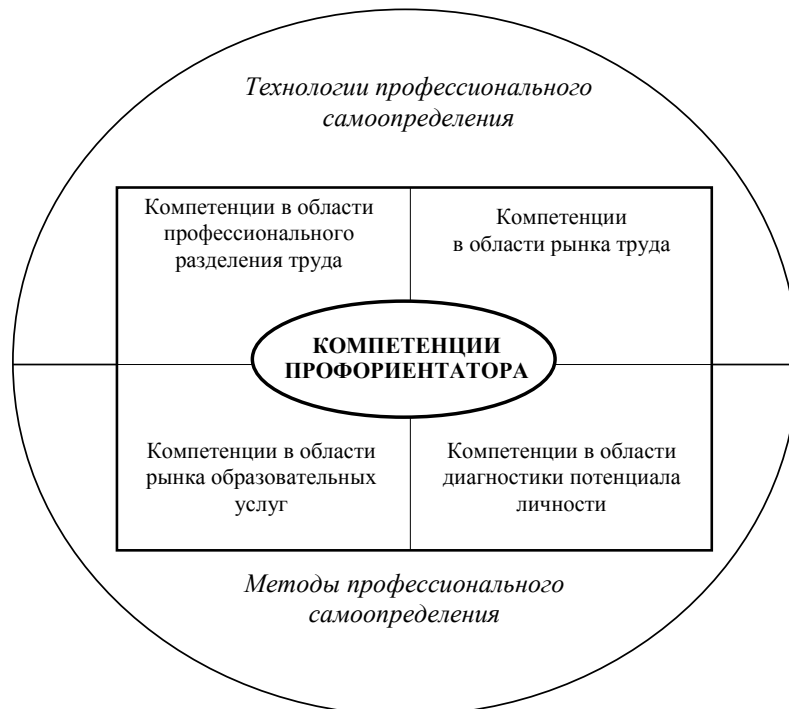 Технологии профессионального
самоопределения
Компетенции в области
профессионального
разделения труда
Компетенции
в области рынка труда
КОМПЕТЕНЦИИ
ПРОФОРИЕНТАТОРА
Компетенции в области
рынка образовательных
услуг
Компетенции в области
диагностики потенциала
личности
Методы профессионального
самоопределения